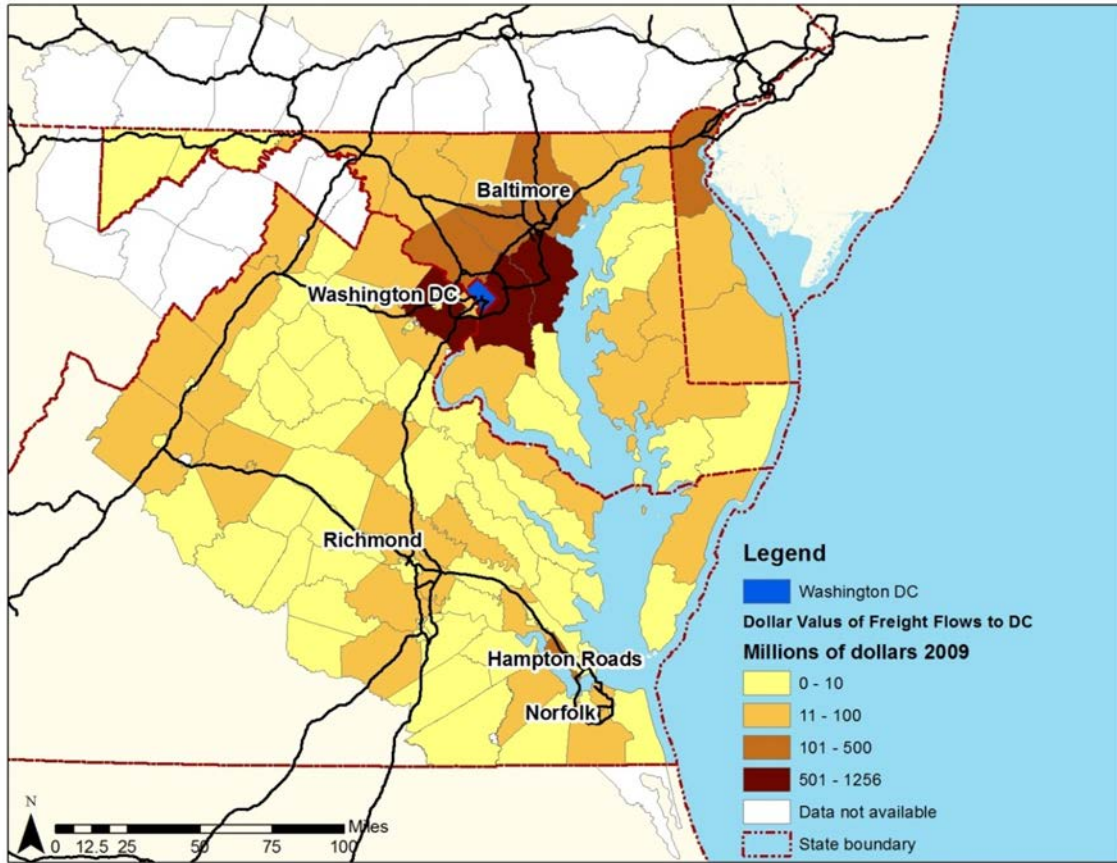 Baltimore
Washington DC
Richmond
Hampton Roads
Norfolk
Legend
Washington DC
Dollar Valus of Freight Flows to DC
Millions of dollars 2009
0 - 10
11 - 100
101 - 500
501 - 1256
Data not available
State boundary
N
Miles
0 12.5 25 50 75 100